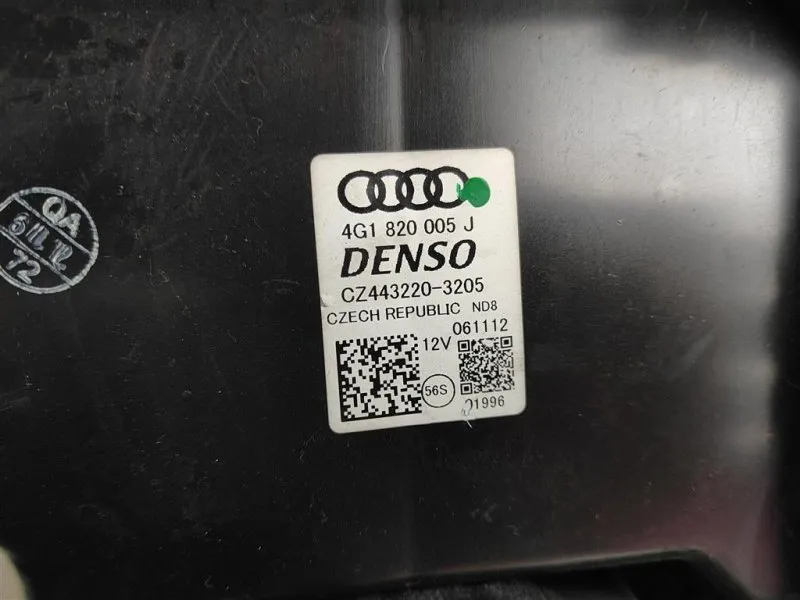 4G1 820 005 J
DENSO
CZ443220-3205
CZECH REPUBLIC ND8
061112
12V
56S
01996
QA
72